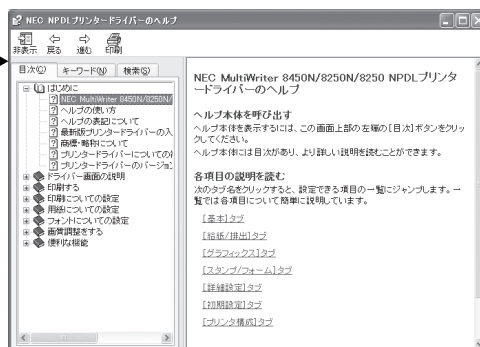 NEC NPDLプリンタードライバーのヘルプ
非表示 戻る 進む 印刷
目次(C) キーワード(N) 検索(S)
はじめに
NEC MultiWriter 8450N/8250N/
ヘルプの使い方
ヘルプの表記について
最新版プリンタードライバーの入
商標・略称について
プリンタードライバーについての
プリンタードライバーのバージョン
ドライバー画面の説明
印刷する
印刷についての設定
用紙についての設定
フォントについての設定
画質調整をする
便利な機能
NEC MultiWriter 8450N/8250N/8250 NPDLプリンタ
ードライバーのヘルプ
ヘルプ本体を呼び出す
ヘルプ本体を表示するには、この画面上部の左端の[目次]ボタンをクリッ
クしてください。
ヘルプ本体には目次があり、より詳しい説明を読むことができます。
各項目の説明を読む
次のタブ名をクリックすると、設定できる項目の一覧にジャンプします。一
覧では各項目について簡単に説明しています。
[基本]タブ
[給紙/排出]タブ
[グラフィックス]タブ
[スタンプ/フォーム]タブ
[詳細設定]タブ
[初期設定]タブ
[プリンタ構成]タブ